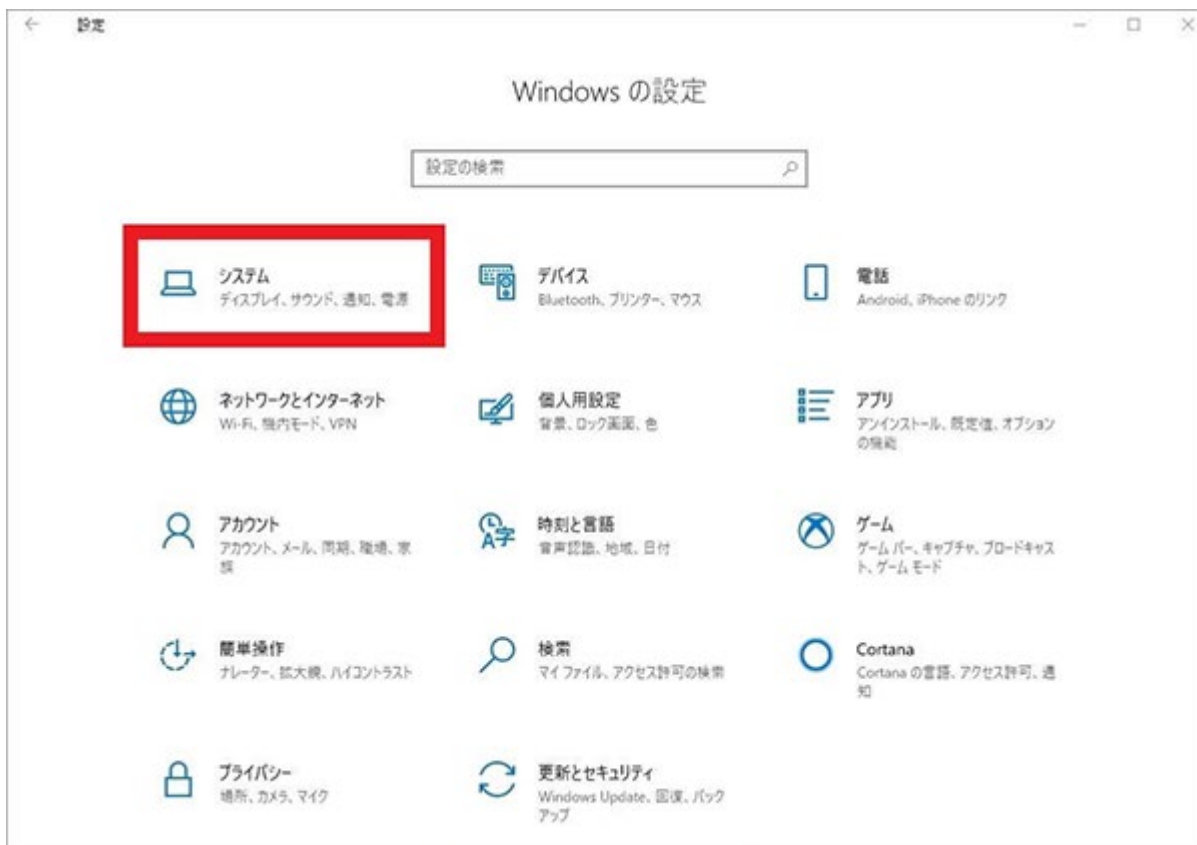 設定
Windows の設定
設定の検索
システム
ディスプレイ、サウンド、通知、電源
デバイス
Bluetooth、プリンター、マウス
電話
Android、iPhone のリンク
ネットワークとインターネット
Wi-Fi、機内モード、VPN
個人用設定
背景、ロック画面、色
アプリ
アンインストール、既定値、オプション
の機能
アカウント
アカウント、メール、同期、職場、家
族
時刻と言語
音声認識、地域、日付
ゲーム
ゲーム バー、キャプチャ、ブロードキャス
ト、ゲーム モード
簡単操作
ナレーター、拡大鏡、ハイコントラスト
検索
マイ ファイル、アクセス許可の検索
Cortana
Cortana の言語、アクセス許可、通
知
プライバシー
場所、カメラ、マイク
更新とセキュリティ
Windows Update、回復、バック
アップ